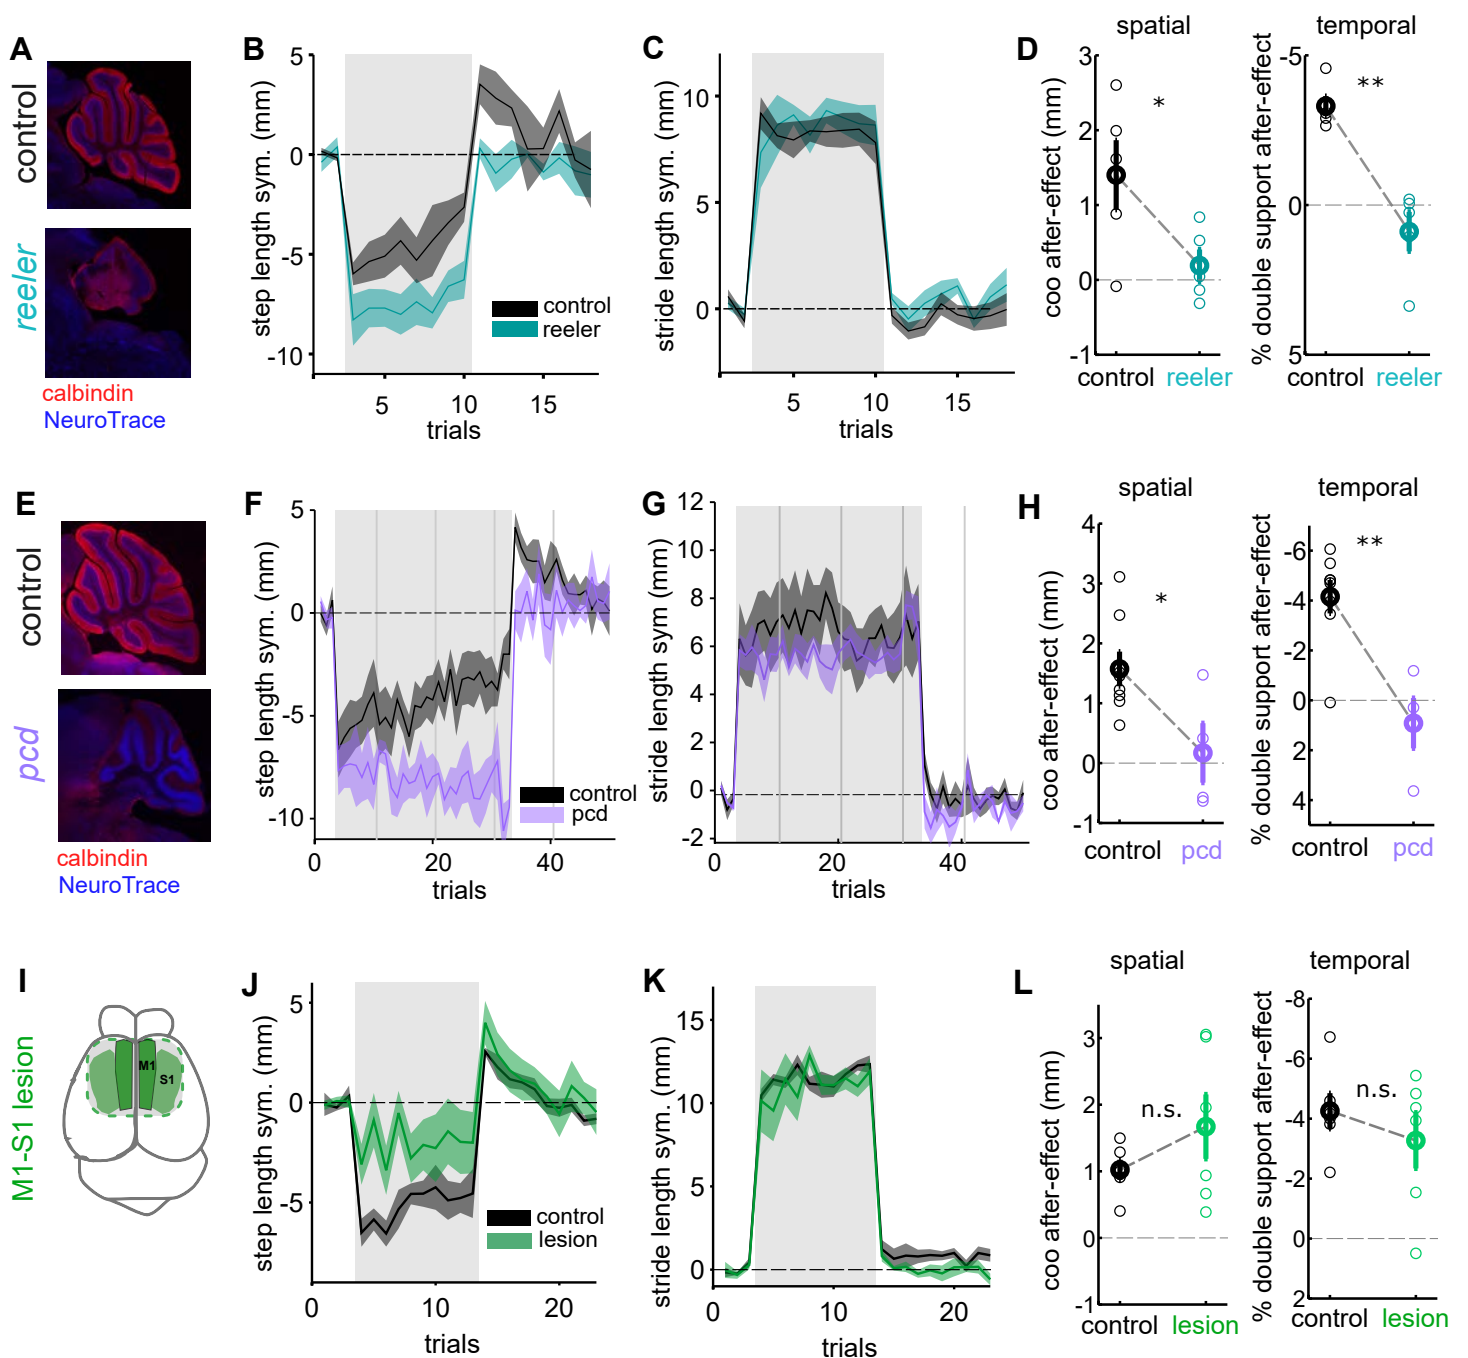 A
control
reeler
calbindin
NeuroTrace
B
step length sym. (mm)
5
0
-5
-10
5
10
15
trials
control
reeler
C
stride length sym. (mm)
10
5
0
5
10
15
trials
D
spatial
coo after-effect (mm)
3
2
1
0
-1
*
control
reeler
temporal
% double support after-effect
-5
0
5
**
control
reeler
E
control
pcd
calbindin
NeuroTrace
F
step length sym. (mm)
5
0
-5
-10
0
20
40
trials
control
pcd
G
stride length sym (mm)
12
10
8
6
4
2
0
-2
0
20
40
trials
H
spatial
coo after-effect (mm)
4
3
2
1
0
-1
*
control
pcd
temporal
% double support after-effect
-6
-4
-2
0
2
4
**
control
pcd
I
M1-S1 lesion
M1
S1
J
step length sym. (mm)
5
0
-5
0
10
20
trials
control
lesion
K
stride length sym. (mm)
15
10
5
0
0
10
20
trials
L
spatial
coo after-effect (mm)
3
2
1
0
-1
n.s.
control
lesion
temporal
% double support after-effect
-8
-6
-4
-2
0
2
n.s.
control
lesion